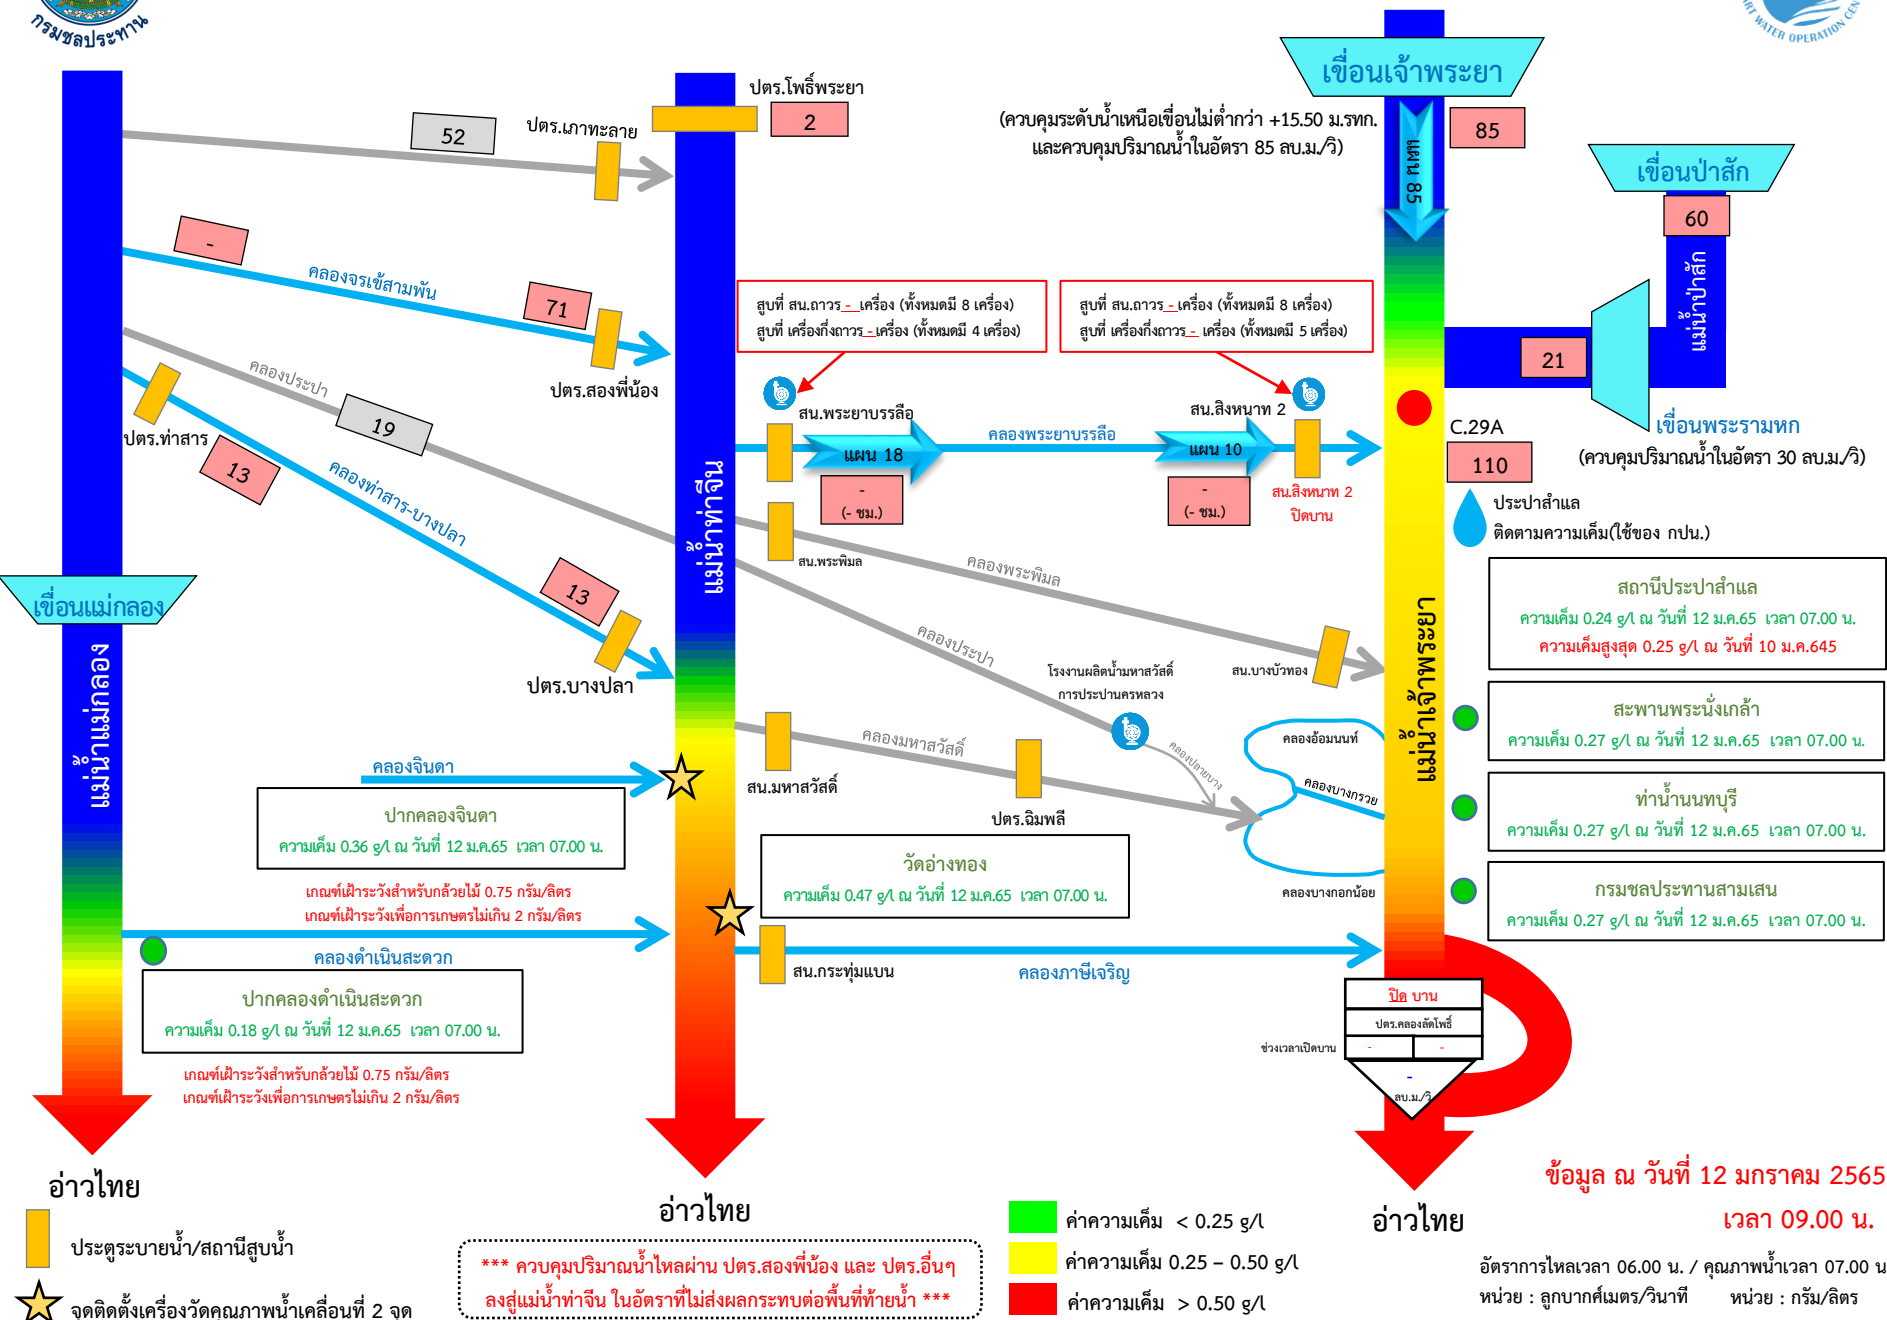 กรมชลประทาน
ART WATER OPERATION CEN
เขื่อนเจ้าพระยา
(ควบคุมระดับน้ำเหนือเขื่อนไม่ต่ำกว่า +15.50 ม.รทก.
และควบคุมปริมาณน้ำในอัตรา 85 ลบ.ม./วิ)
85
แผน 85
เขื่อนป่าสัก
60
แม่น้ำป่าสัก
21
เขื่อนพระรามหก
(ควบคุมปริมาณน้ำในอัตรา 30 ลบ.ม./วิ)
ปตร.โพธิ์พระยา
2
52
ปตร.เภาทะลาย
-
คลองจรเข้สามพัน
71
ปตร.สองพี่น้อง
คลองประปา
19
ปตร.ท่าสาร
13
คลองท่าสาร-บางปลา
13
ปตร.บางปลา
สูบที่ สน.ถาวร - เครื่อง (ทั้งหมดมี 8 เครื่อง)
สูบที่ เครื่องกึ่งถาวร - เครื่อง (ทั้งหมดมี 4 เครื่อง)
สูบที่ สน.ถาวร - เครื่อง (ทั้งหมดมี 8 เครื่อง)
สูบที่ เครื่องกึ่งถาวร - เครื่อง (ทั้งหมดมี 5 เครื่อง)
สน.พระยาบรรลือ
แผน 18
-
(- ชม.)
คลองพระยาบรรลือ
สน.สิงหนาท 2
แผน 10
-
(- ชม.)
สน.สิงหนาท 2
ปิดบาน
C.29A
110
ประปาสำแล
ติดตามความเค็ม(ใช้ของ กปน.)
สน.พระพิมล
คลองพระพิมล
สน.บางบัวทอง
แม่น้ำท่าจีน
เขื่อนแม่กลอง
แม่น้ำแม่กลอง
แม่น้ำเจ้าพระยา
สถานีประปาสำแล
ความเค็ม 0.24 g/l ณ วันที่ 12 ม.ค.65 เวลา 07.00 น.
ความเค็มสูงสุด 0.25 g/l ณ วันที่ 10 ม.ค.645
สะพานพระนั่งเกล้า
ความเค็ม 0.27 g/l ณ วันที่ 12 ม.ค.65 เวลา 07.00 น.
ท่าน้ำนนทบุรี
ความเค็ม 0.27 g/l ณ วันที่ 12 ม.ค.65 เวลา 07.00 น.
กรมชลประทานสามเสน
ความเค็ม 0.27 g/l ณ วันที่ 12 ม.ค.65 เวลา 07.00 น.
คลองประปา
โรงงานผลิตน้ำมหาสวัสดิ์
การประปานครหลวง
คลองปลายบาง
คลองอ้อมนนท์
คลองบางกรวย
คลองบางกอกน้อย
คลองมหาสวัสดิ์
สน.มหาสวัสดิ์
ปตร.ฉิมพลี
คลองจินดา
ปากคลองจินดา
ความเค็ม 0.36 g/l ณ วันที่ 12 ม.ค.65 เวลา 07.00 น.
เกณฑ์เฝ้าระวังสำหรับกล้วยไม้ 0.75 กรัม/ลิตร
เกณฑ์เฝ้าระวังเพื่อการเกษตรไม่เกิน 2 กรัม/ลิตร
วัดอ่างทอง
ความเค็ม 0.47 g/l ณ วันที่ 12 ม.ค.65 เวลา 07.00 น.
คลองดำเนินสะดวก
ปากคลองดำเนินสะดวก
ความเค็ม 0.18 g/l ณ วันที่ 12 ม.ค.65 เวลา 07.00 น.
เกณฑ์เฝ้าระวังสำหรับกล้วยไม้ 0.75 กรัม/ลิตร
เกณฑ์เฝ้าระวังเพื่อการเกษตรไม่เกิน 2 กรัม/ลิตร
สน.กระทุ่มแบน
คลองภาษีเจริญ
ปิด บาน
ปตร.คลองลัดโพธิ์
ช่วงเวลาเปิดบาน
- -
-
ลบ.ม./วิ
อ่าวไทย
อ่าวไทย
อ่าวไทย
ข้อมูล ณ วันที่ 12 มกราคม 2565
เวลา 09.00 น.
อัตราการไหลเวลา 06.00 น. / คุณภาพน้ำเวลา 07.00 น
หน่วย : ลูกบากศ์เมตร/วินาที หน่วย : กรัม/ลิตร
ประตูระบายน้ำ/สถานีสูบน้ำ
จุดติดตั้งเครื่องวัดคุณภาพน้ำเคลื่อนที่ 2 จุด
*** ควบคุมปริมาณน้ำไหลผ่าน ปตร.สองพี่น้อง และ ปตร.อื่นๆ
ลงสู่แม่น้ำท่าจีน ในอัตราที่ไม่ส่งผลกระทบต่อพื้นที่ท้ายน้ำ ***
ค่าความเค็ม < 0.25 g/l
ค่าความเค็ม 0.25 – 0.50 g/l
ค่าความเค็ม > 0.50 g/l